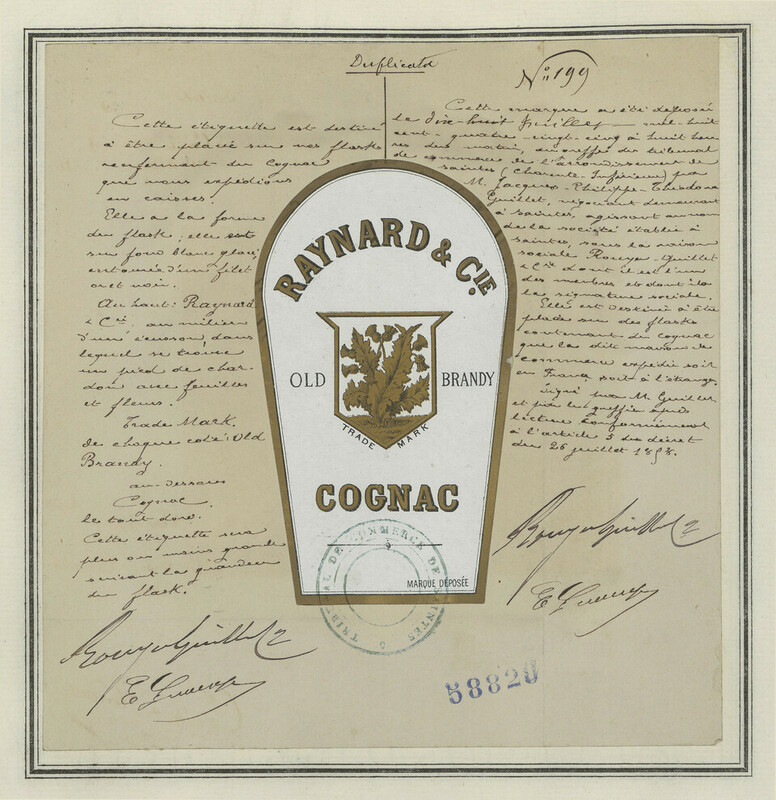 Duplicata
N° 199
Cette étiquette est destinée
à être placée sur nos flasks
renfermant du Cognac
que nous expédions
en caisses.
Elle a la forme
du flask, elle est
sur fond blanc glacé,
entourée d'un filet
or et noir.
Au haut: Raynard
& Cie, au milieu
d'un écusson, dans
lequel se trouve
un pied de char-
don avec feuilles
et fleurs.
Trade Mark.
de chaque côté: Old
Brandy.
au-dessous
Cognac.
le tout doré.
Cette étiquette sera
plus ou moins grande
suivant la grandeur
du flask.
Rouyer Guillet &
Cette marque a été déposée
le dix-huit Juillet mil-huit
cent-quatre-vingt-cinq à huit heu-
res du matin, au greffe du tribunal
de commerce de l'arrondissement de
Saintes (Charente-Inférieure) par
M. Jacques-Philippe-Théodore
Guillet, négociant demeurant
à Saintes, agissant au nom
de la société établie à
Saintes, sous la raison
sociale Rouyer-Guillet
& Cie dont il est l'un
des membres et dont il a
la signature sociale.
Elle est destinée à être
placée sur des flasks
contenant du cognac
que la dite maison de
commerce expédie soit
en France, soit à l'étranger.
Signé par M. Guillet
et par le greffier après
lecture conformément
à l'article 3 du décret
du 26 juillet 1858.
Rouyer Guillet &
RAYNARD & CIE.
OLD BRANDY
TRADE MARK
COGNAC
MARQUE DÉPOSÉE
TRIBUNAL DE COMMERCE DE SAINTES
58820